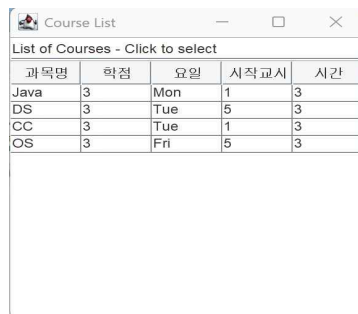 Course List
List of Courses - Click to select
과목명 학점 요일 시작교시 시간
Java 3 Mon 1 3
DS 3 Tue 5 3
CC 3 Tue 1 3
OS 3 Fri 5 3